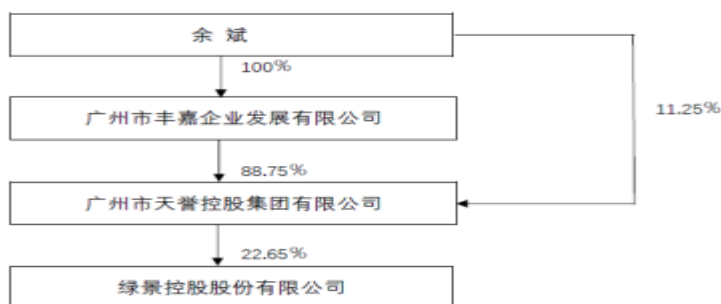 余 斌
100%
广州市丰嘉企业发展有限公司
11.25%
88.75%
广州市天誉控股集团有限公司
22.65%
绿景控股股份有限公司